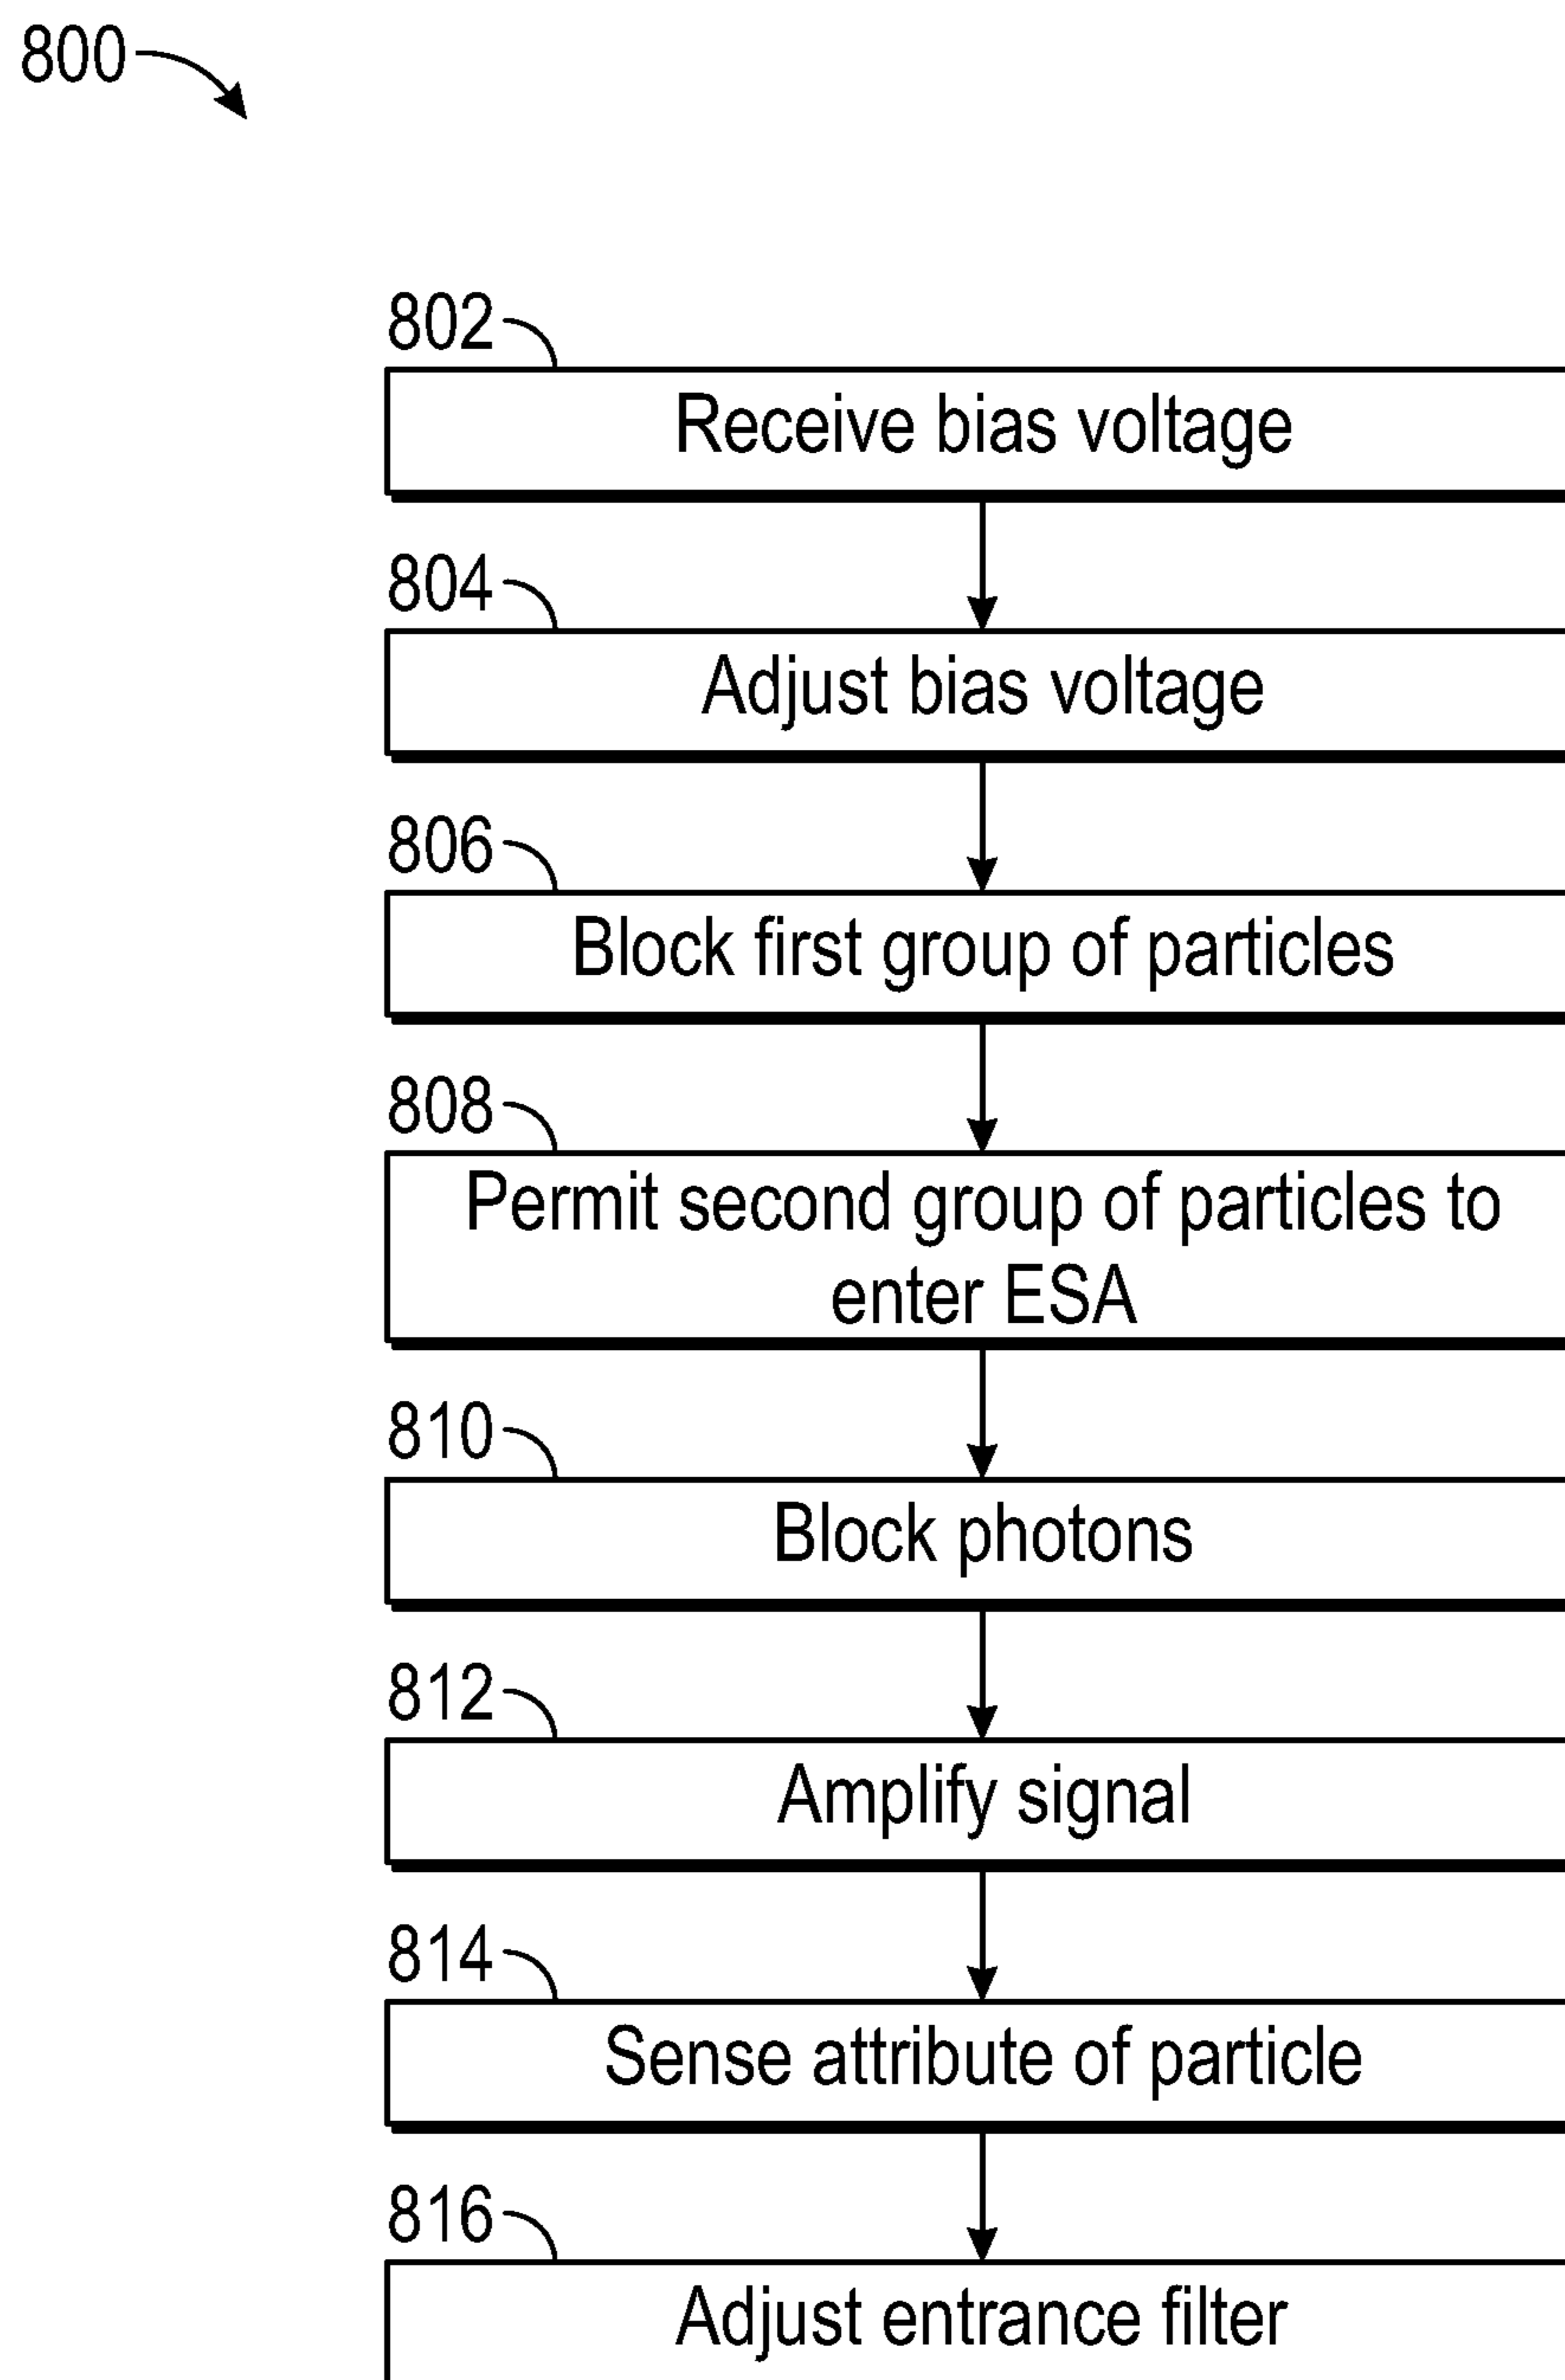 800
802
Receive bias voltage
804
Adjust bias voltage
806
Block first group of particles
808
Permit second group of particles to
enter ESA
810
Block photons
812
Amplify signal
814
Sense attribute of particle
816
Adjust entrance filter